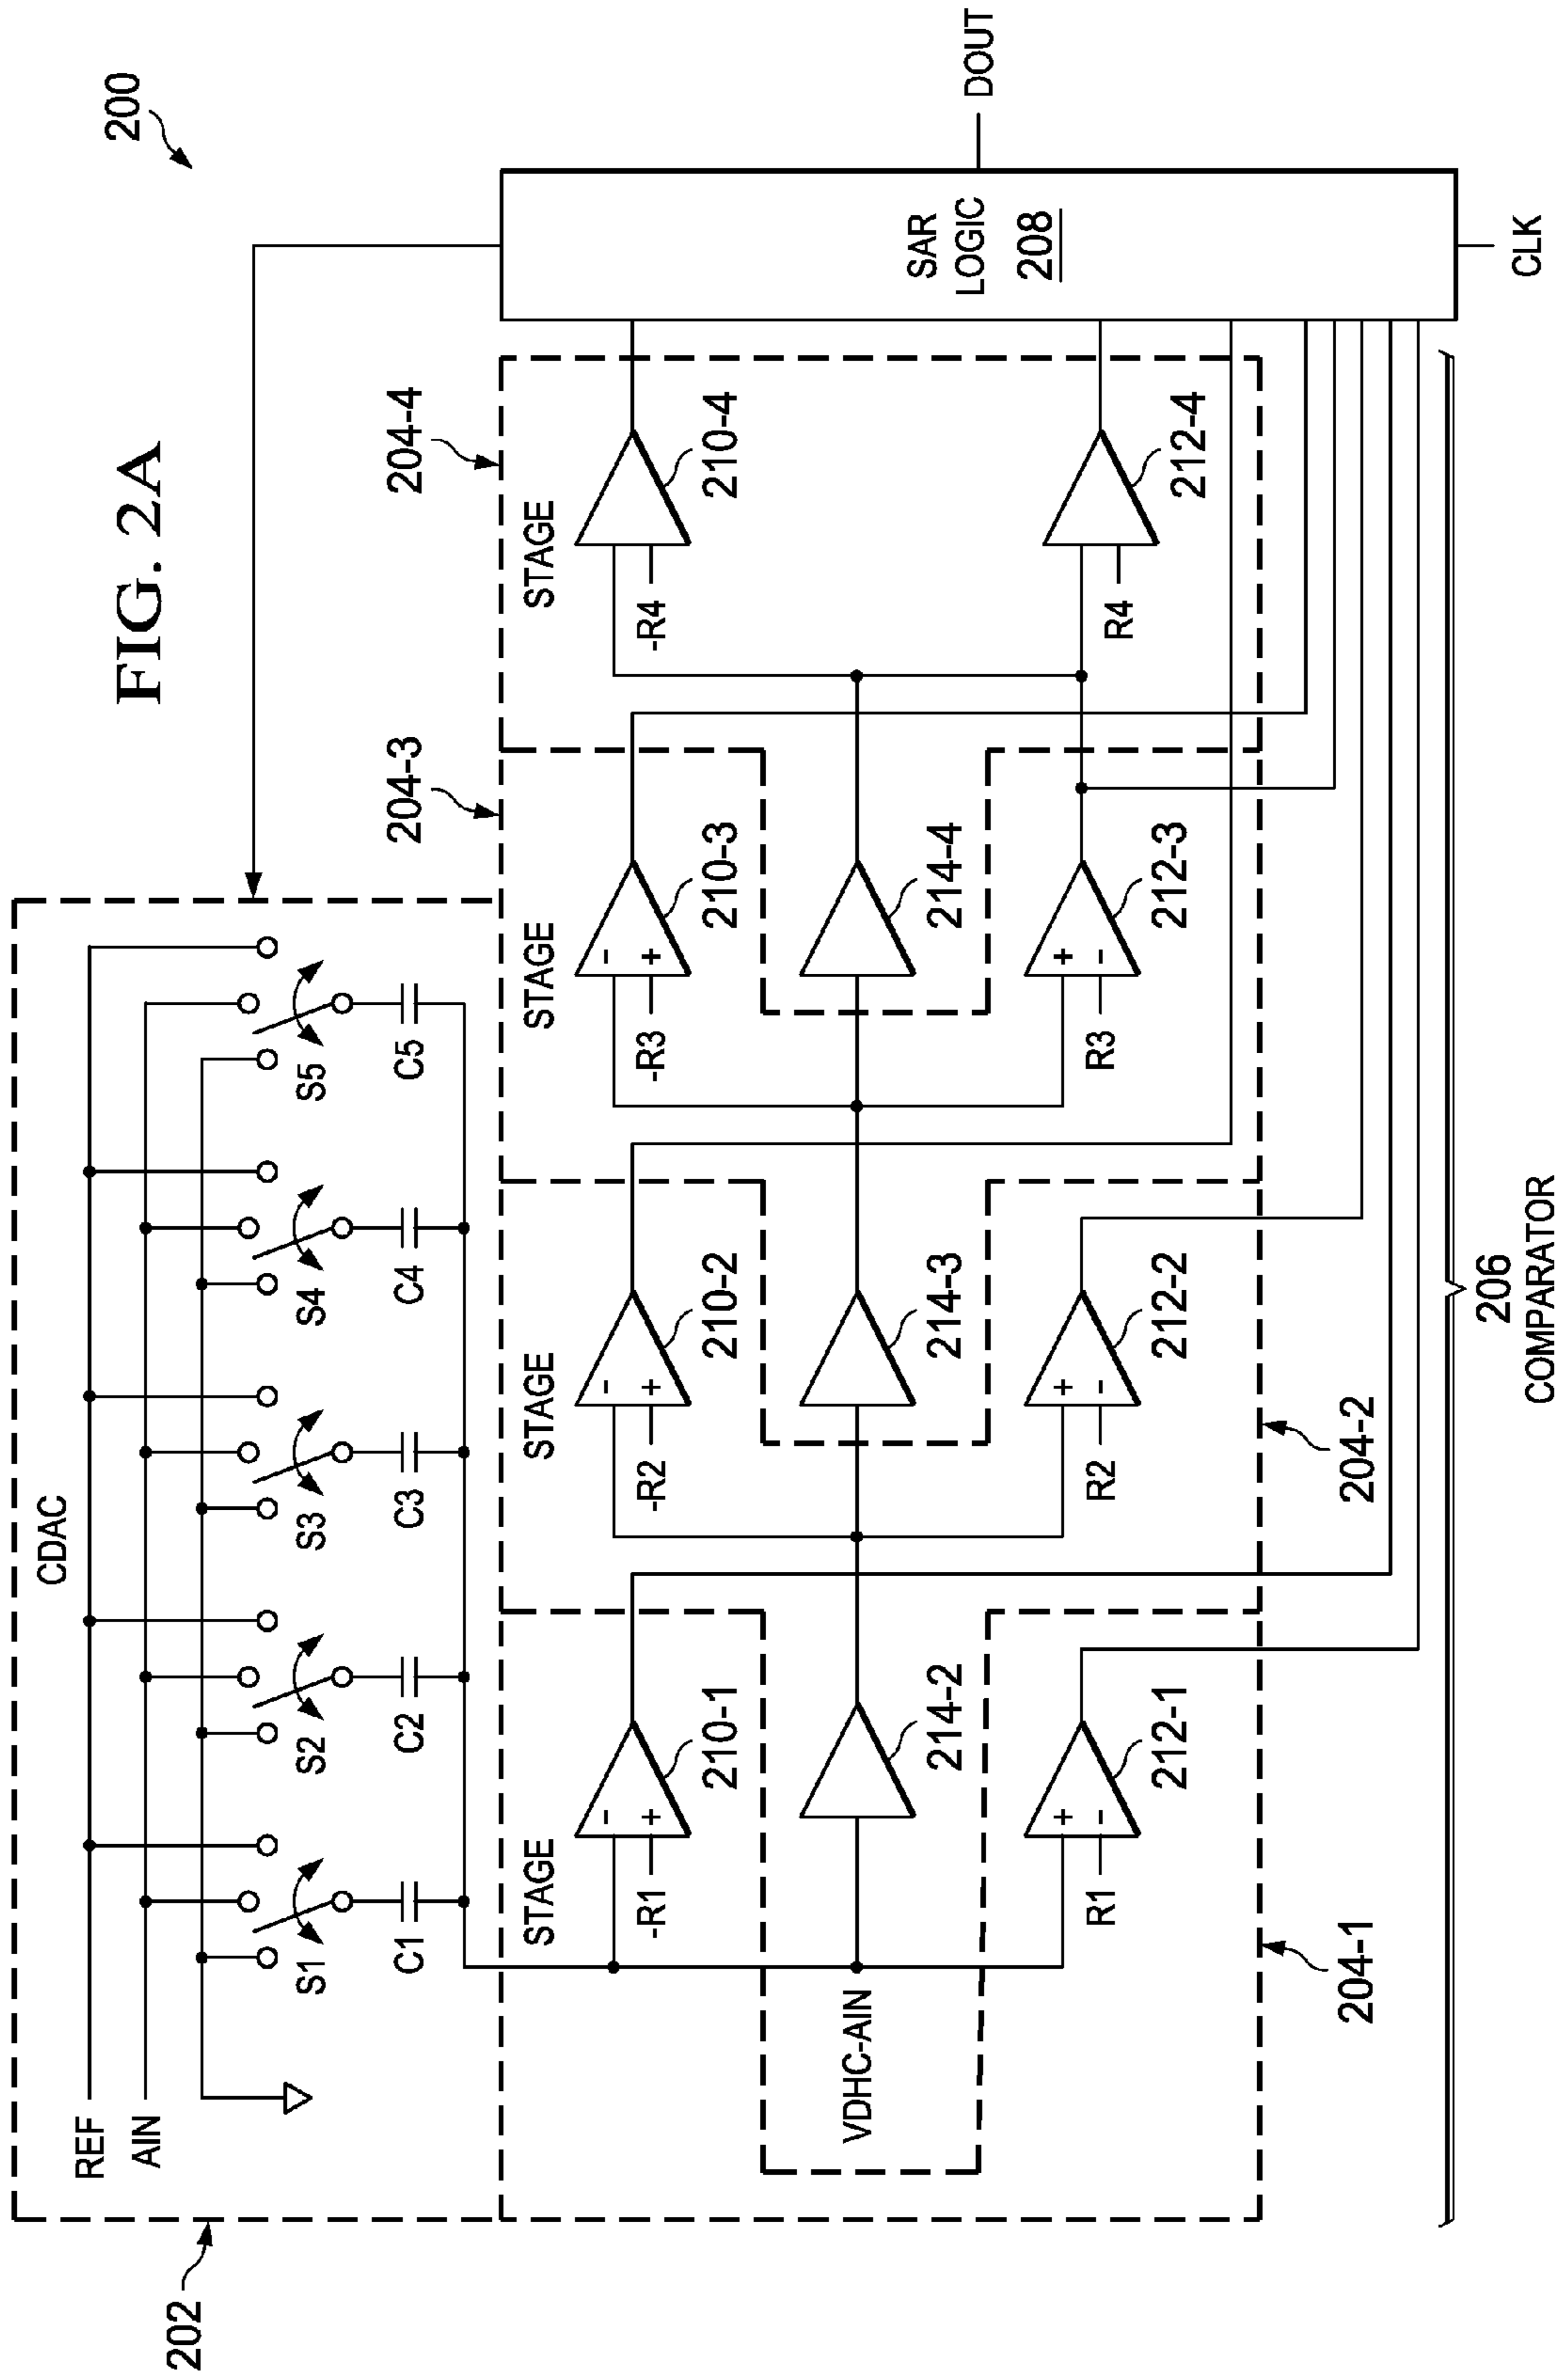 FIG. 2A
200
202
CDAC
REF
AIN
S1
S2
S3
S4
S5
C1
C2
C3
C4
C5
204-3
204-4
STAGE
STAGE
STAGE
STAGE
-
+
-R1
210-1
-
+
-R2
210-2
-
+
-R3
210-3
-R4
210-4
VDHC-AIN
214-2
214-3
214-4
+
-
R1
212-1
+
-
R2
212-2
+
-
R3
212-3
R4
212-4
SAR
LOGIC
208
DOUT
CLK
204-1
204-2
206
COMPARATOR